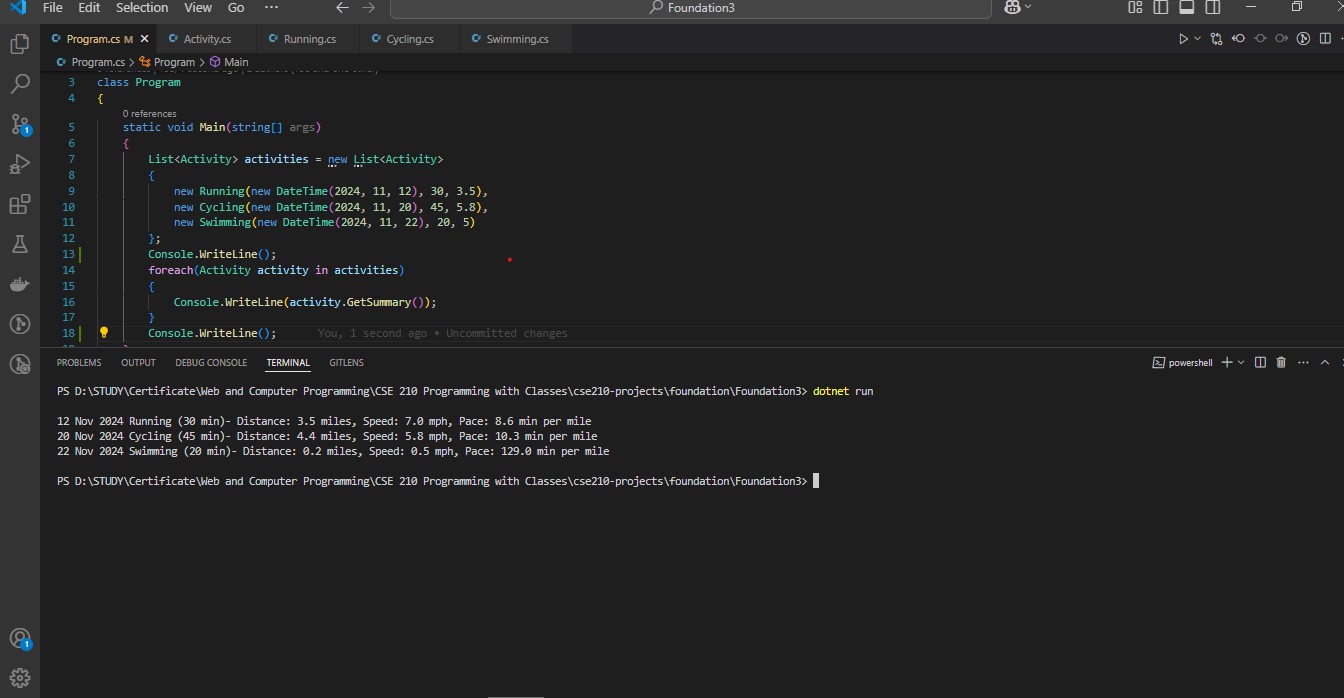 File Edit Selection View Go ··· Foundation3
Program.cs M Activity.cs Running.cs Cycling.cs Swimming.cs
Program.cs > Program > Main
3 class Program
4 {
0 references
5 static void Main(string[] args)
6 {
7 List<Activity> activities = new List<Activity>
8 {
9 new Running(new DateTime(2024, 11, 12), 30, 3.5),
10 new Cycling(new DateTime(2024, 11, 20), 45, 5.8),
11 new Swimming(new DateTime(2024, 11, 22), 20, 5)
12 };
13 Console.WriteLine();
14 foreach(Activity activity in activities)
15 {
16 Console.WriteLine(activity.GetSummary());
17 }
18 Console.WriteLine(); You, 1 second ago • Uncommitted changes
PROBLEMS OUTPUT DEBUG CONSOLE TERMINAL GITLENS powershell
PS D:\STUDY\Certificate\Web and Computer Programming\CSE 210 Programming with Classes\cse210-projects\foundation\Foundation3> dotnet run
12 Nov 2024 Running (30 min)- Distance: 3.5 miles, Speed: 7.0 mph, Pace: 8.6 min per mile
20 Nov 2024 Cycling (45 min)- Distance: 4.4 miles, Speed: 5.8 mph, Pace: 10.3 min per mile
22 Nov 2024 Swimming (20 min)- Distance: 0.2 miles, Speed: 0.5 mph, Pace: 129.0 min per mile
PS D:\STUDY\Certificate\Web and Computer Programming\CSE 210 Programming with Classes\cse210-projects\foundation\Foundation3>
1
1